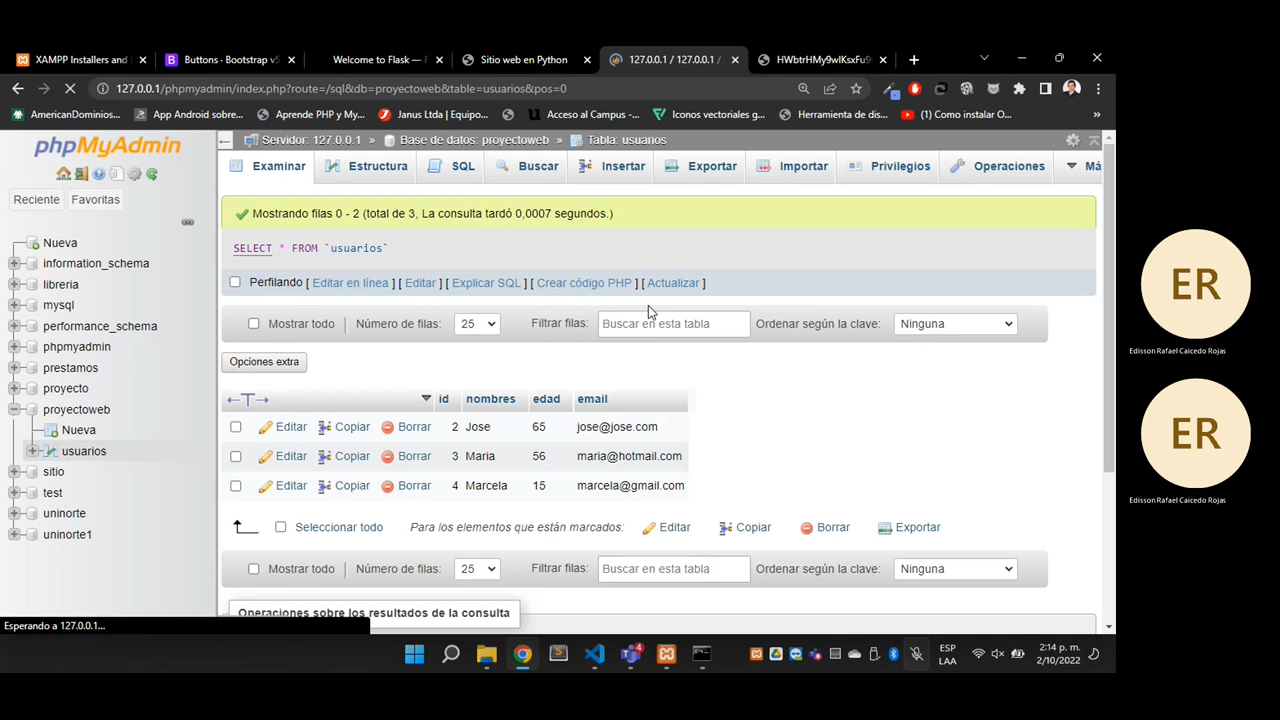 XAMPP Installers and
Buttons · Bootstrap v5
Welcome to Flask —
Sitio web en Python
127.0.0.1 / 127.0.0.1 /
127.0.0.1/phpmyadmin/index.php?route=/sql&db=proyectoweb&table=usuarios&pos=0
AmericanDominios...
App Android sobre...
Aprende PHP y My...
Janus Ltda | Equipo...
Acceso al Campus -...
Iconos vectoriales g...
Herramienta de dis...
(1) Como instalar O...
phpMyAdmin
Reciente
Favoritas
Nueva
information_schema
libreria
mysql
performance_schema
phpmyadmin
prestamos
proyecto
proyectoweb
Nueva
usuarios
sitio
test
uninorte
uninorte1
Servidor: 127.0.0.1 » Base de datos: proyectoweb » Tabla: usuarios
Examinar Estructura SQL Buscar Insertar Exportar Importar Privilegios Operaciones Má
Mostrando filas 0 - 2 (total de 3, La consulta tardó 0,0007 segundos.)
SELECT * FROM `usuarios`
Perfilando [ Editar en línea ] [ Editar ] [ Explicar SQL ] [ Crear código PHP ] [ Actualizar ]
Mostrar todo Número de filas: 25 Filtrar filas: Buscar en esta tabla Ordenar según la clave: Ninguna
Opciones extra
←T→ id nombres edad email
Editar Copiar Borrar 2 Jose 65 jose@jose.com
Editar Copiar Borrar 3 Maria 56 maria@hotmail.com
Editar Copiar Borrar 4 Marcela 15 marcela@gmail.com
Seleccionar todo Para los elementos que están marcados: Editar Copiar Borrar Exportar
Mostrar todo Número de filas: 25 Filtrar filas: Buscar en esta tabla Ordenar según la clave: Ninguna
Operaciones sobre los resultados de la consulta
Esperando a 127.0.0.1...
ESP
LAA
2:14 p. m.
2/10/2022
ER
Edisson Rafael Caicedo Rojas
ER
Edisson Rafael Caicedo Rojas